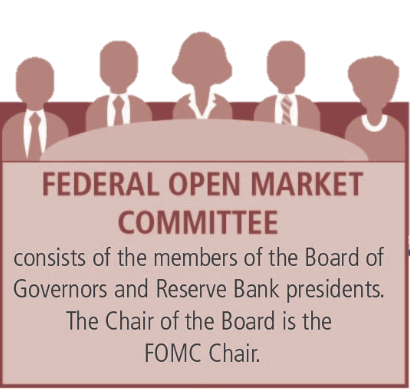 FEDERAL OPEN MARKET
COMMITTEE
consists of the members of the Board of
Governors and Reserve Bank presidents.
The Chair of the Board is the
FOMC Chair.